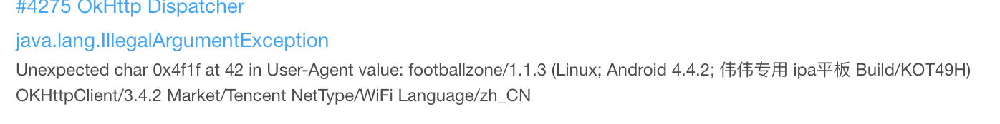 #4275 OkHttp Dispatcher
java.lang.IllegalArgumentException
Unexpected char 0x4f1f at 42 in User-Agent value: footballzone/1.1.3 (Linux; Android 4.4.2; 伟伟专用 ipa平板 Build/KOT49H)
OKHttpClient/3.4.2 Market/Tencent NetType/WiFi Language/zh_CN